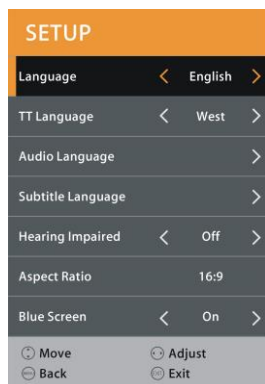 SETUP
Language < English >
TT Language < West >
Audio Language >
Subtitle Language >
Hearing Impaired < Off >
Aspect Ratio 16:9
Blue Screen < On >
Move Adjust
Back Exit